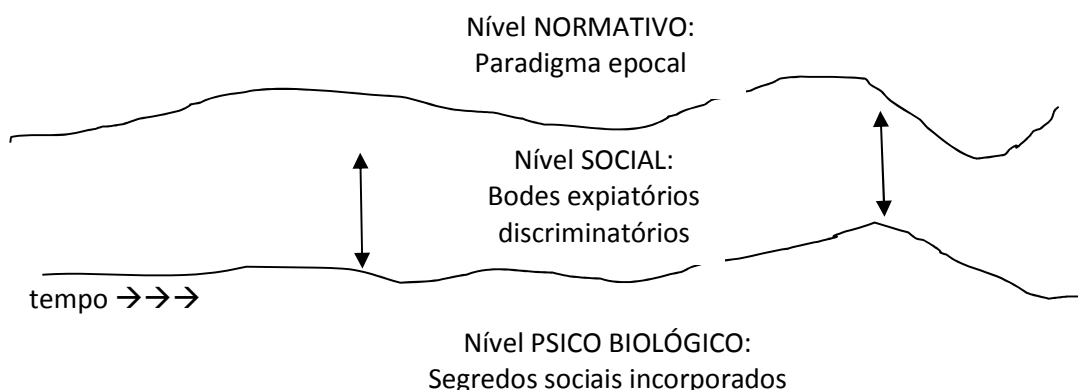 Nível NORMATIVO:
Paradigma epocal
Nível SOCIAL:
Bodes expiatórios
discriminatórios
tempo →→→
Nível PSICO BIOLÓGICO:
Segredos sociais incorporados